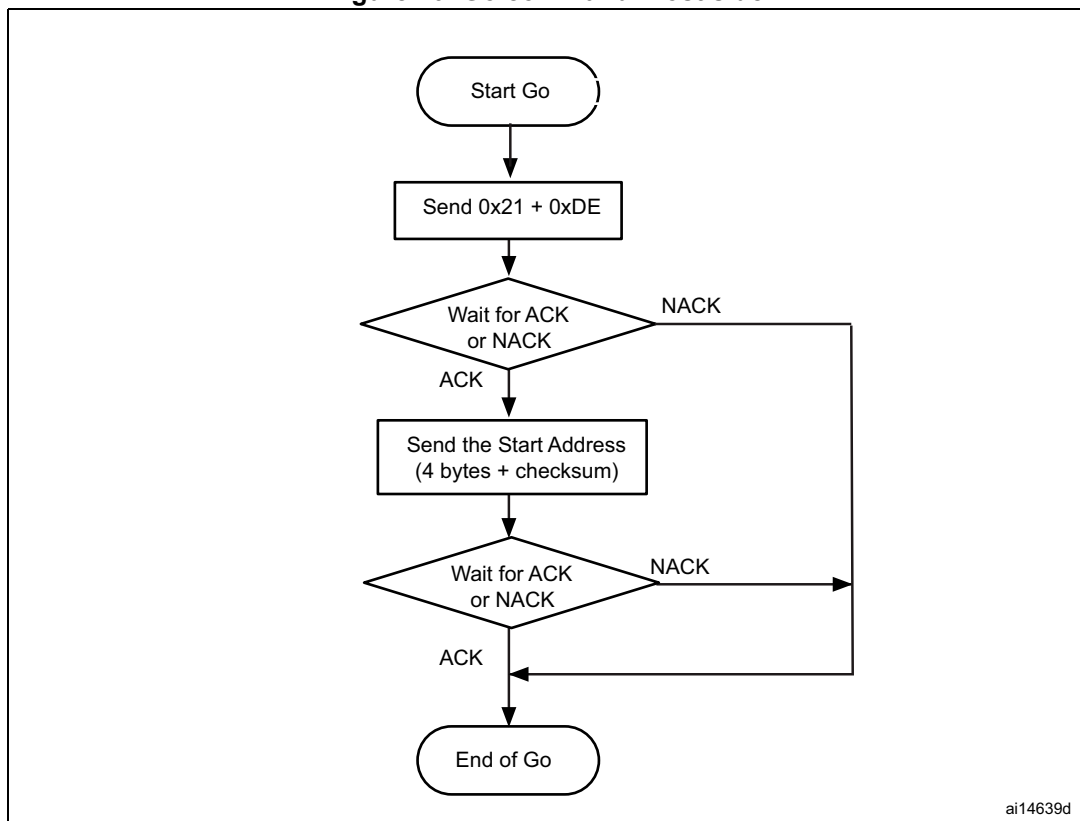 Start Go
Send 0x21 + 0xDE
Wait for ACK
or NACK
NACK
ACK
Send the Start Address
(4 bytes + checksum)
Wait for ACK
or NACK
NACK
ACK
End of Go
ai14639d